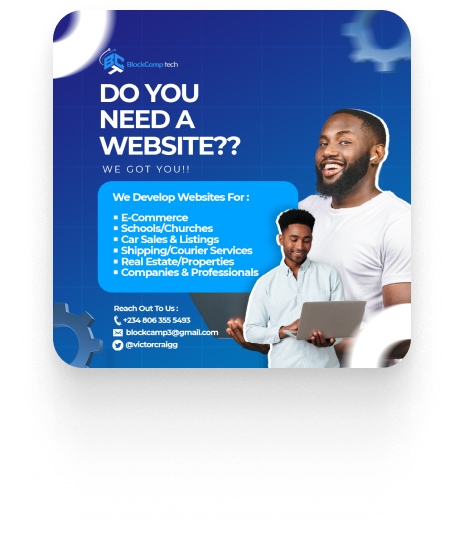 BCT
BlockComp tech
DO YOU
NEED A
WEBSITE??
WE GOT YOU!!
We Develop Websites For :
E-Commerce
Schools/Churches
Car Sales & Listings
Shipping/Courier Services
Real Estate/Properties
Companies & Professionals
Reach Out To Us :
+234 806 355 5493
blockcamp3@gmail.com
@victorcraigg